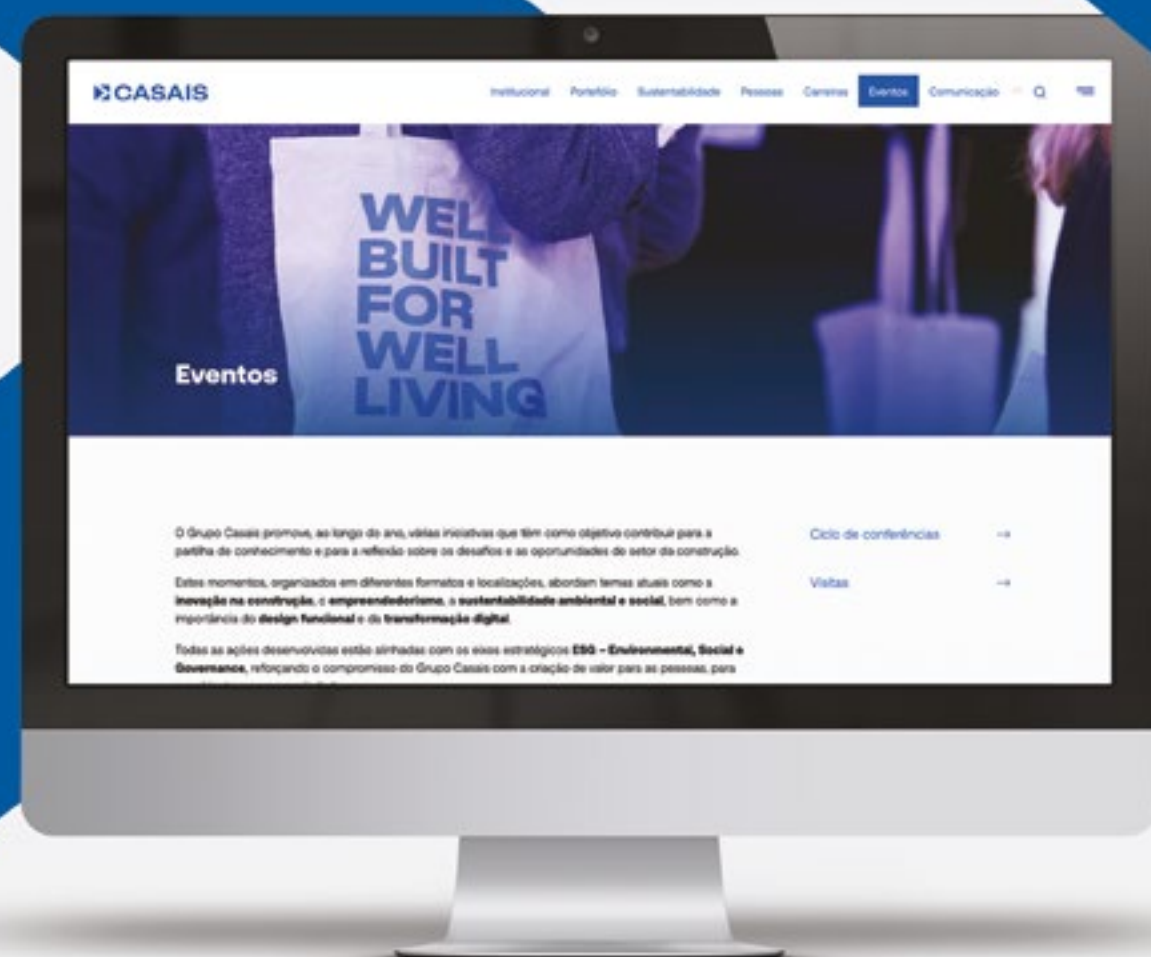 CASAIS
Institucional Portefólio Sustentabilidade Pessoas Carreiras Eventos Comunicação
WELL
BUILT
FOR
WELL
LIVING
Eventos
O Grupo Casais promove, ao longo do ano, várias iniciativas que têm como objetivo contribuir para a
partilha de conhecimento e para a reflexão sobre os desafios e as oportunidades do setor da construção.
Estes momentos, organizados em diferentes formatos e localizações, abordam temas atuais como a
inovação na construção, o empreendedorismo, a sustentabilidade ambiental e social, bem como a
importância do design funcional e da transformação digital.
Todas as ações desenvolvidas estão alinhadas com os eixos estratégicos ESG – Environmental, Social e
Governance, reforçando o compromisso do Grupo Casais com a criação de valor para as pessoas, para
Ciclo de conferências →
Visitas →